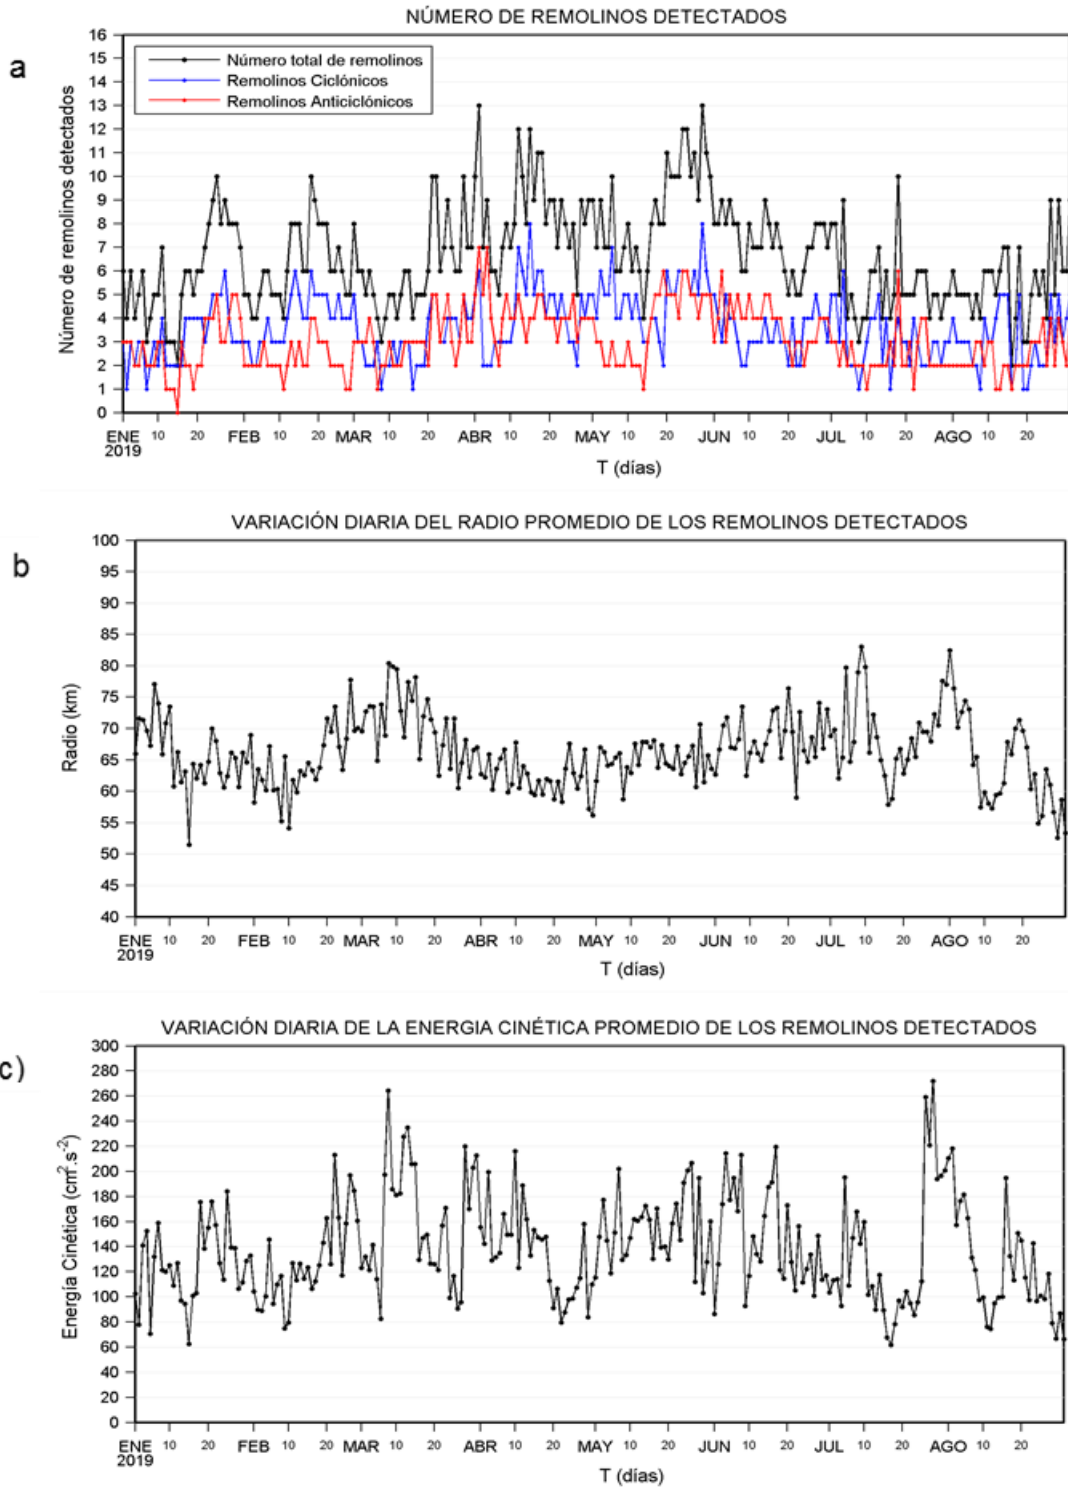 NÚMERO DE REMOLINOS DETECTADOS
a
16
15
14
13
12
11
10
9
8
7
6
5
4
3
2
1
0
Número de remolinos detectados
Número total de remolinos
Remolinos Ciclónicos
Remolinos Anticiclónicos
ENE 10 20 FEB 10 20 MAR 10 20 ABR 10 20 MAY 10 20 JUN 10 20 JUL 10 20 AGO 10 20
2019
T (días)
VARIACIÓN DIARIA DEL RADIO PROMEDIO DE LOS REMOLINOS DETECTADOS
b
100
95
90
85
80
75
70
65
60
55
50
45
40
Radio (km)
ENE 10 20 FEB 10 MAR 10 20 ABR 10 20 MAY 10 20 JUN 10 20 JUL 10 20 AGO 10 20
2019
T (días)
VARIACIÓN DIARIA DE LA ENERGIA CINÉTICA PROMEDIO DE LOS REMOLINOS DETECTADOS
c)
300
280
260
240
220
200
180
160
140
120
100
80
60
40
20
0
Energía Cinética (cm².s⁻²)
ENE 10 20 FEB 10 20 MAR 10 20 ABR 10 20 MAY 10 20 JUN 10 20 JUL 10 20 AGO 10 20
2019
T (días)